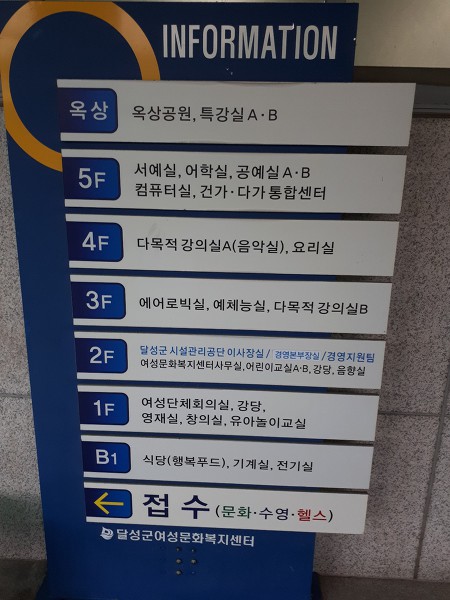 INFORMATION
옥상 옥상공원, 특강실 A·B
5F 서예실, 어학실, 공예실 A·B
컴퓨터실, 건가·다가 통합센터
4F 다목적 강의실A(음악실), 요리실
3F 에어로빅실, 예체능실, 다목적 강의실B
2F 달성군 시설관리공단 이사장실 / 경영본부장실 / 경영지원팀
여성문화복지센터사무실, 어린이교실A·B, 강당, 음향실
1F 여성단체회의실, 강당,
영재실, 창의실, 유아놀이교실
B1 식당(행복푸드), 기계실, 전기실
← 접수 (문화·수영·헬스)
달성군여성문화복지센터